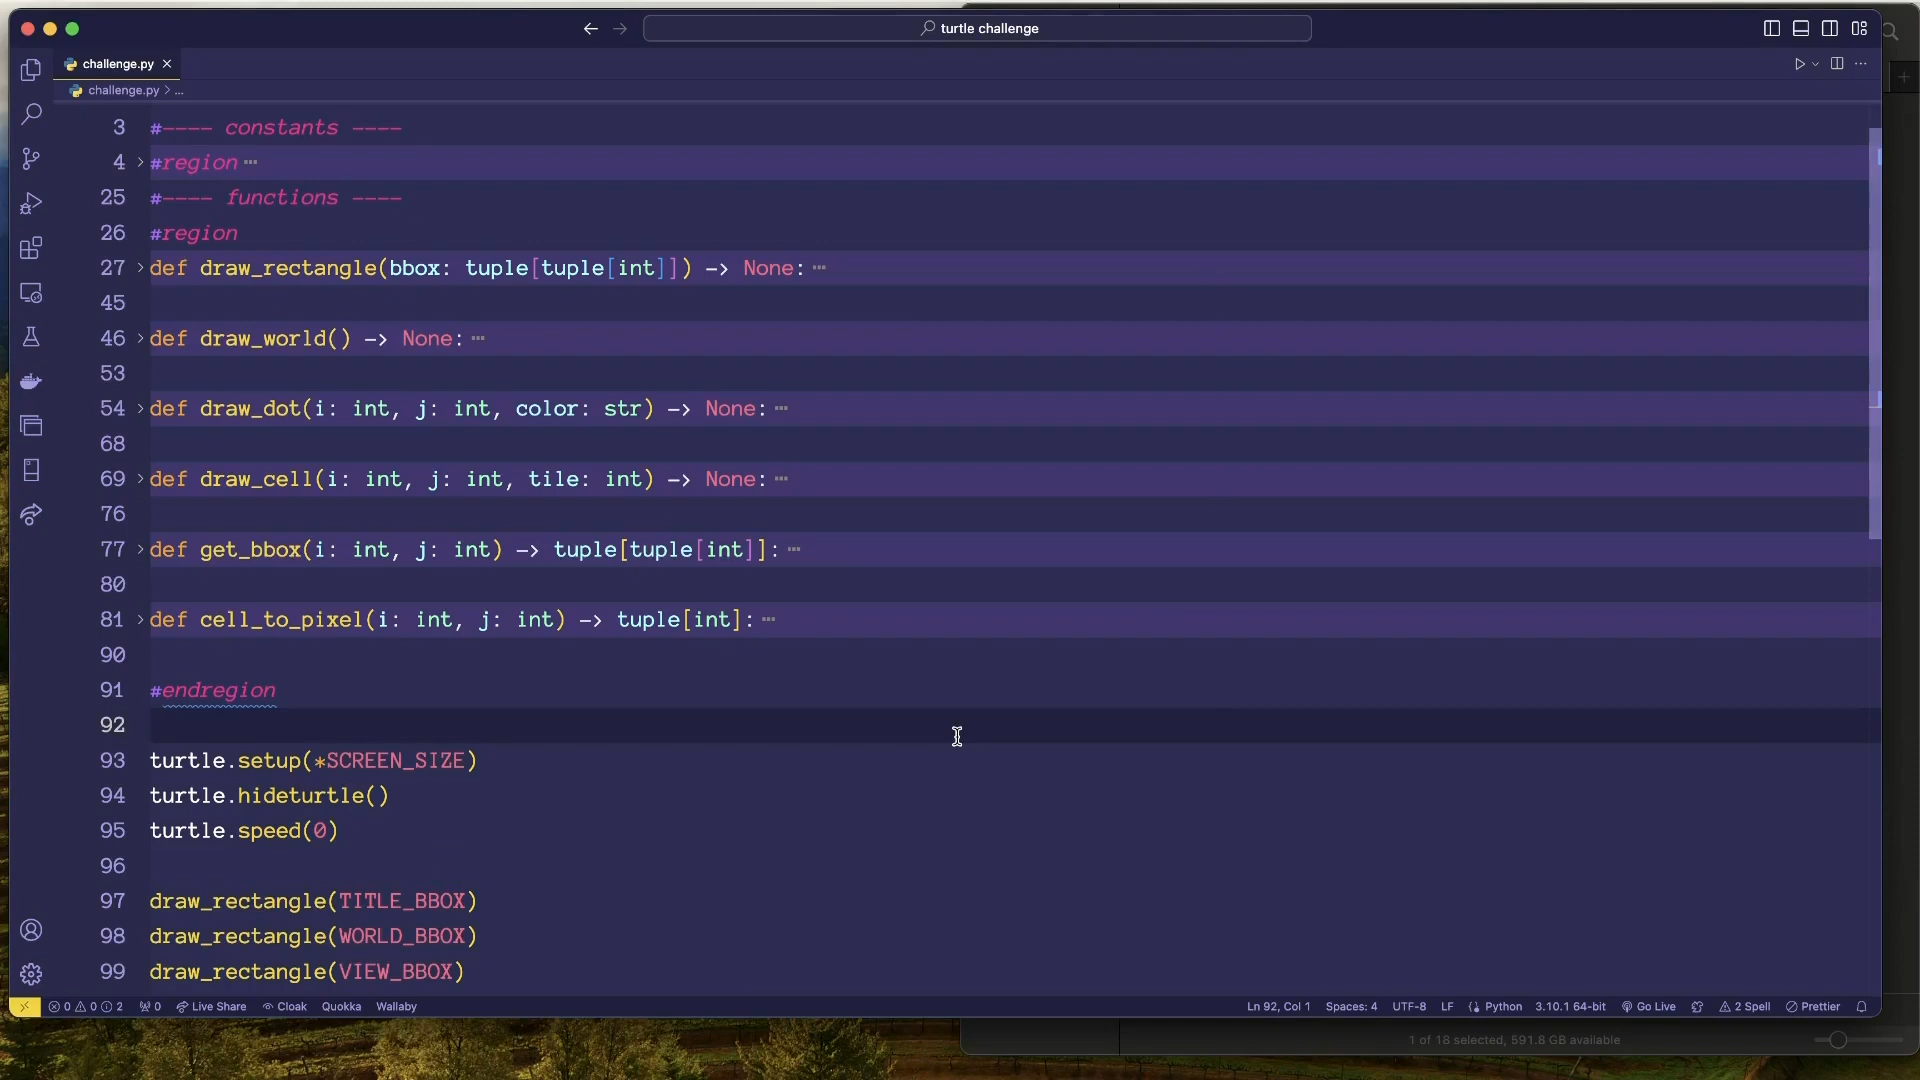 turtle challenge
challenge.py
challenge.py > ...
3 #---- constants ----
4 #region ...
25 #---- functions ----
26 #region
27 def draw_rectangle(bbox: tuple[tuple[int]]) -> None: ...
45
46 def draw_world() -> None: ...
53
54 def draw_dot(i: int, j: int, color: str) -> None: ...
68
69 def draw_cell(i: int, j: int, tile: int) -> None: ...
76
77 def get_bbox(i: int, j: int) -> tuple[tuple[int]]: ...
80
81 def cell_to_pixel(i: int, j: int) -> tuple[int]: ...
90
91 #endregion
92
93 turtle.setup(*SCREEN_SIZE)
94 turtle.hideturtle()
95 turtle.speed(0)
96
97 draw_rectangle(TITLE_BBOX)
98 draw_rectangle(WORLD_BBOX)
99 draw_rectangle(VIEW_BBOX)
0 0 2 0 Live Share Cloak Quokka Wallaby Ln 92, Col 1 Spaces: 4 UTF-8 LF Python 3.10.1 64-bit Go Live 2 Spell Prettier
1 of 18 selected, 591.8 GB available